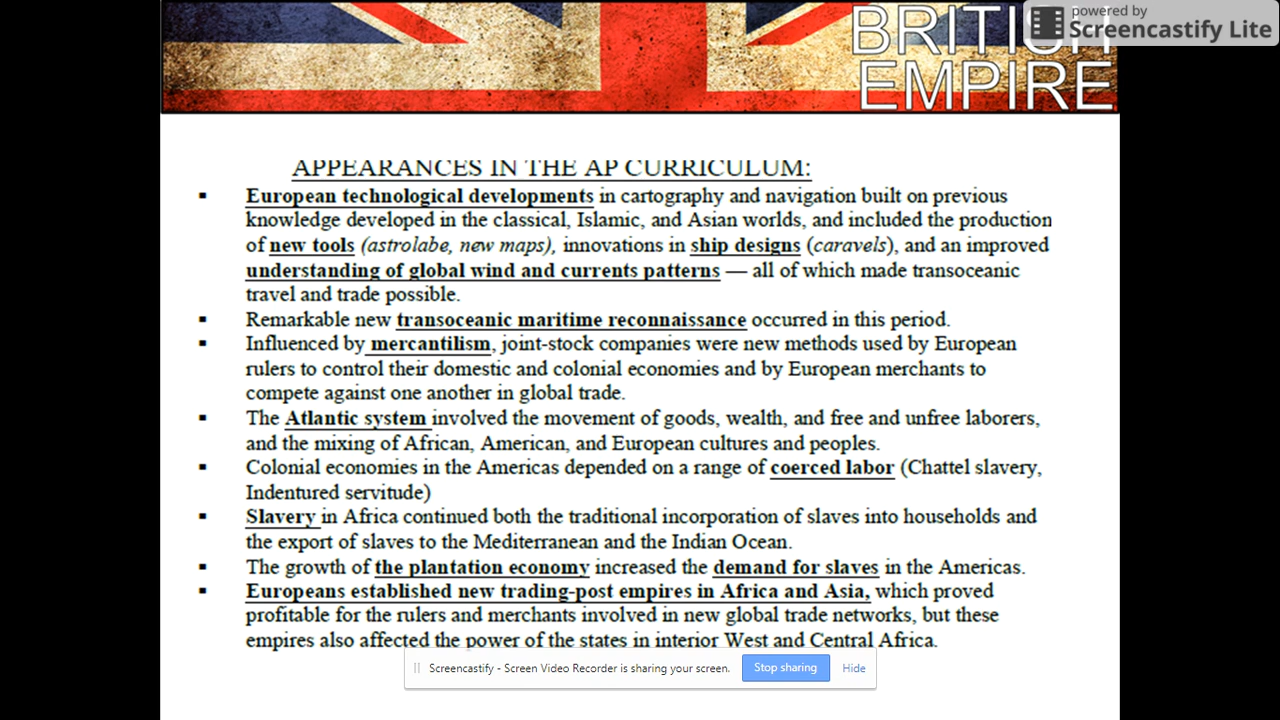 BRITISH
EMPIRE
powered by
Screencastify Lite
APPEARANCES IN THE AP CURRICULUM:
▪ European technological developments in cartography and navigation built on previous
knowledge developed in the classical, Islamic, and Asian worlds, and included the production
of new tools (astrolabe, new maps), innovations in ship designs (caravels), and an improved
understanding of global wind and currents patterns — all of which made transoceanic
travel and trade possible.
▪ Remarkable new transoceanic maritime reconnaissance occurred in this period.
▪ Influenced by mercantilism, joint-stock companies were new methods used by European
rulers to control their domestic and colonial economies and by European merchants to
compete against one another in global trade.
▪ The Atlantic system involved the movement of goods, wealth, and free and unfree laborers,
and the mixing of African, American, and European cultures and peoples.
▪ Colonial economies in the Americas depended on a range of coerced labor (Chattel slavery,
Indentured servitude)
▪ Slavery in Africa continued both the traditional incorporation of slaves into households and
the export of slaves to the Mediterranean and the Indian Ocean.
▪ The growth of the plantation economy increased the demand for slaves in the Americas.
▪ Europeans established new trading-post empires in Africa and Asia, which proved
profitable for the rulers and merchants involved in new global trade networks, but these
empires also affected the power of the states in interior West and Central Africa.
Screencastify - Screen Video Recorder is sharing your screen. Stop sharing Hide